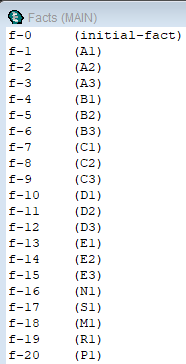 Facts (MAIN)
f-0 (initial-fact)
f-1 (A1)
f-2 (A2)
f-3 (A3)
f-4 (B1)
f-5 (B2)
f-6 (B3)
f-7 (C1)
f-8 (C2)
f-9 (C3)
f-10 (D1)
f-11 (D2)
f-12 (D3)
f-13 (E1)
f-14 (E2)
f-15 (E3)
f-16 (N1)
f-17 (S1)
f-18 (M1)
f-19 (R1)
f-20 (P1)